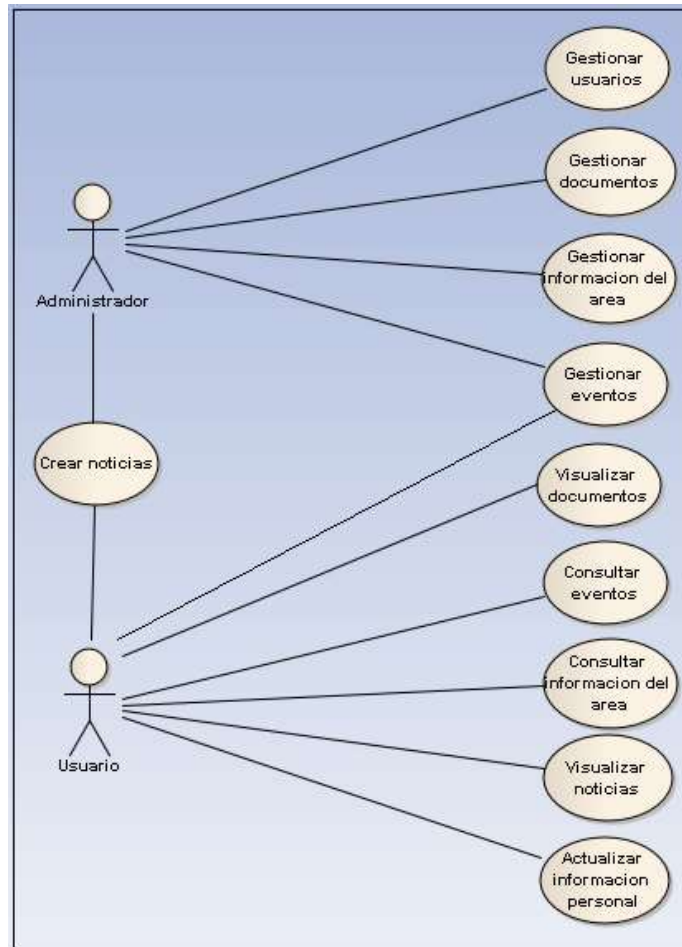 Gestionar
usuarios
Gestionar
documentos
Administrador
Gestionar
informacion del
area
Gestionar
eventos
Crear noticias
Visualizar
documentos
Consultar
eventos
Usuario
Consultar
informacion del
area
Visualizar
noticias
Actualizar
informacion
personal